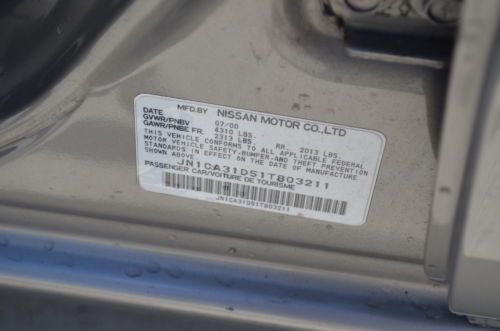 MFD.BY NISSAN MOTOR CO.,LTD
DATE 07/00
GVWR/PNBV 4310 LBS.
GAWR/PNBE FR. 2313 LBS. RR. 2013 LBS.
THIS VEHICLE CONFORMS TO ALL APPLICABLE FEDERAL
MOTOR VEHICLE SAFETY-BUMPER-AND THEFT PREVENTION
STANDARDS IN EFFECT ON THE DATE OF MANUFACTURE
SHOWN ABOVE.
JN1CA31D51T803211
PASSENGER CAR/VOITURE DE TOURISME
JN1CA31D51T803211